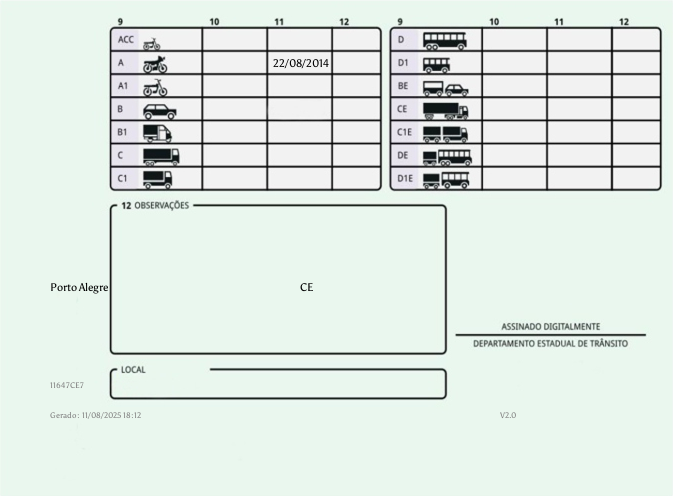 9 10 11 12 9 10 11 12
ACC D
A 22/08/2014 D1
A1 BE
B CE
B1 C1E
C DE
C1 D1E
12 OBSERVAÇÕES
Porto Alegre CE
ASSINADO DIGITALMENTE
DEPARTAMENTO ESTADUAL DE TRÂNSITO
LOCAL
11647CE7
Gerado: 11/08/2025 18:12 V2.0